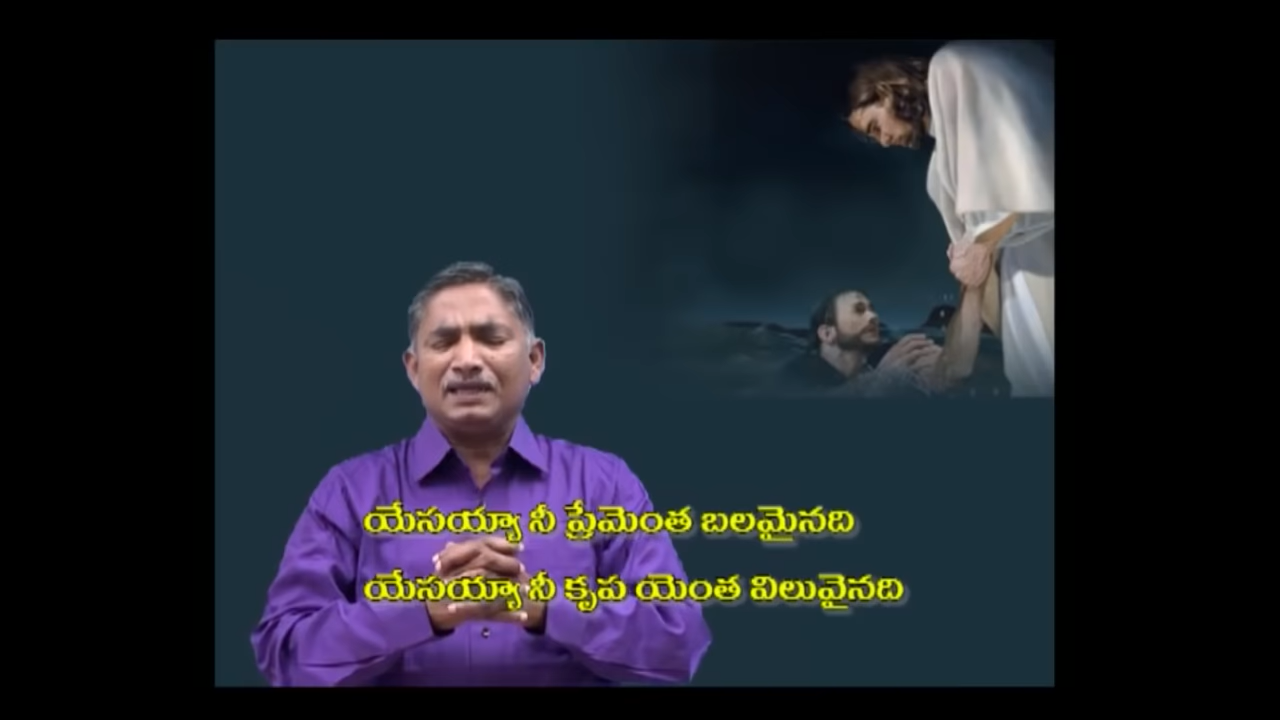 యేసయ్యా నీ ప్రేమెంత బలమైనది
యేసయ్యా నీ కృప యెంత విలువైనది